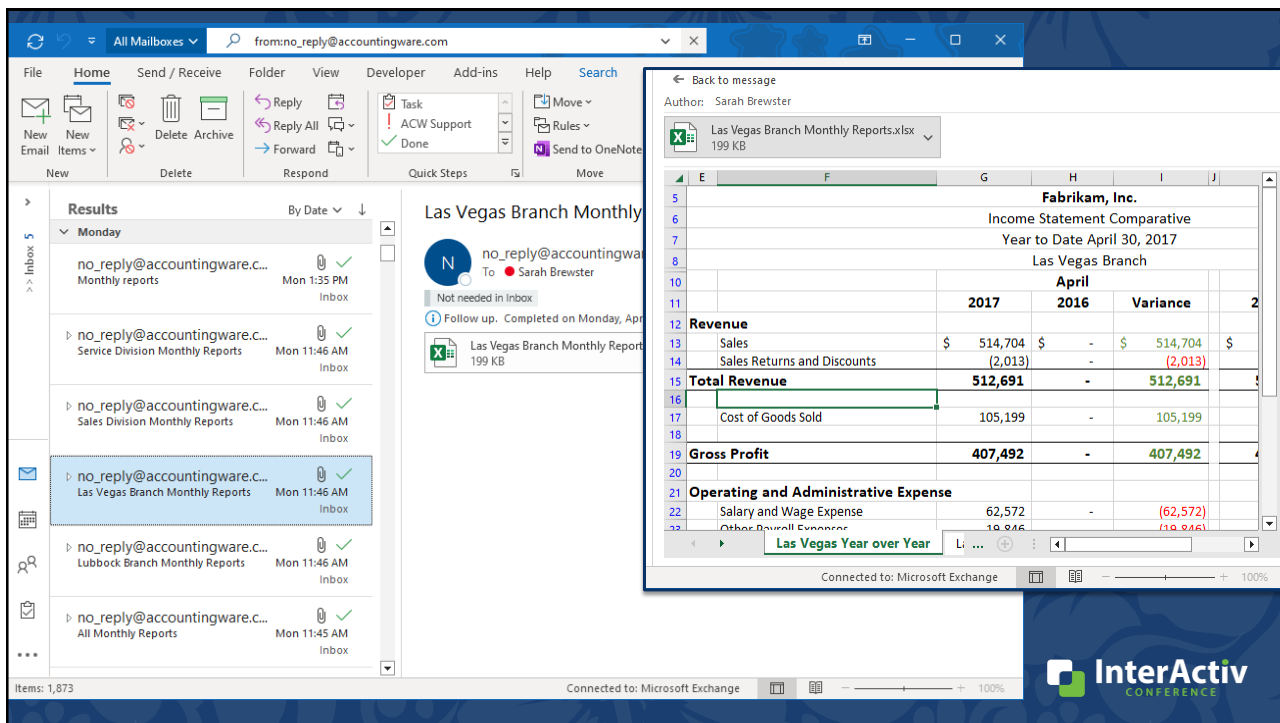 All Mailboxes
from:no_reply@accountingware.com
File Home Send / Receive Folder View Developer Add-ins Help Search
New Email
New Items
Delete Archive
Reply
Reply All
Forward
Task
ACW Support
Done
Move
Rules
Send to OneNote
New Delete Respond Quick Steps Move
>> Inbox 5
Results By Date
Monday
no_reply@accountingware.c...
Monthly reports Mon 1:35 PM
Inbox
no_reply@accountingware.c...
Service Division Monthly Reports Mon 11:46 AM
Inbox
no_reply@accountingware.c...
Sales Division Monthly Reports Mon 11:46 AM
Inbox
no_reply@accountingware.c...
Las Vegas Branch Monthly Reports Mon 11:46 AM
Inbox
no_reply@accountingware.c...
Lubbock Branch Monthly Reports Mon 11:46 AM
Inbox
no_reply@accountingware.c...
All Monthly Reports Mon 11:45 AM
Inbox
Las Vegas Branch Monthly
N
no_reply@accountingwa
To Sarah Brewster
Not needed in Inbox
Follow up. Completed on Monday, Apr
Las Vegas Branch Monthly Report
199 KB
Items: 1,873 Connected to: Microsoft Exchange 100%
Back to message
Author: Sarah Brewster
Las Vegas Branch Monthly Reports.xlsx
199 KB
E F G H I J
5 Fabrikam, Inc.
6 Income Statement Comparative
7 Year to Date April 30, 2017
8 Las Vegas Branch
10 April
11 2017 2016 Variance 2
12 Revenue
13 Sales $ 514,704 $ - $ 514,704 $
14 Sales Returns and Discounts (2,013) - (2,013)
15 Total Revenue 512,691 - 512,691
16
17 Cost of Goods Sold 105,199 - 105,199
18
19 Gross Profit 407,492 - 407,492
20
21 Operating and Administrative Expense
22 Salary and Wage Expense 62,572 - (62,572)
23 Other Payroll Expenses 19,846 (19,846)
Las Vegas Year over Year La ...
Connected to: Microsoft Exchange 100%
InterActiv
CONFERENCE